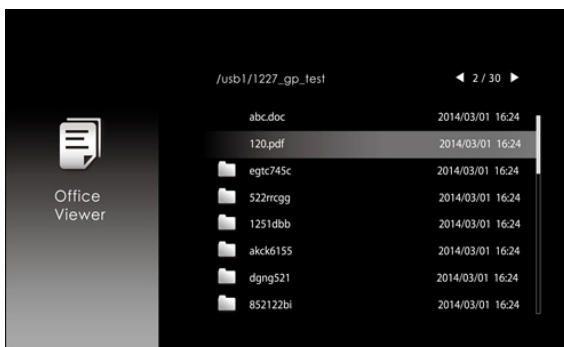 /usb1/1227_gp_test ◀ 2 / 30 ▶
abc.doc 2014/03/01 16:24
120.pdf 2014/03/01 16:24
egtc745c 2014/03/01 16:24
522rrcgg 2014/03/01 16:24
1251dbb 2014/03/01 16:24
akck6155 2014/03/01 16:24
dgng521 2014/03/01 16:24
852122bi 2014/03/01 16:24
Office
Viewer